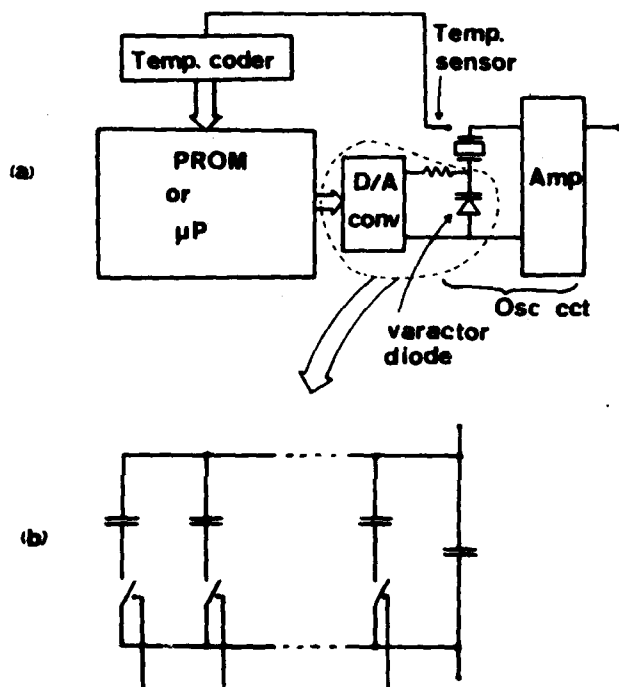 Temp.
sensor
Temp. coder
(a)
PROM
or
µP
D/A
conv
Amp
Osc cct
varactor
diode
(b)